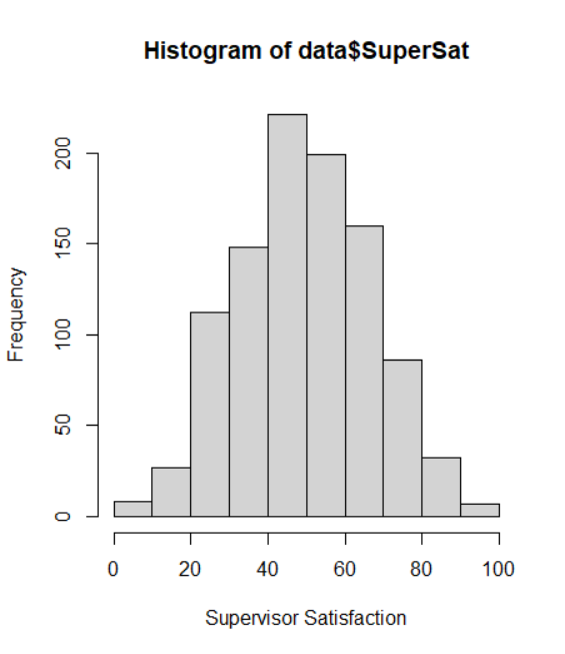 Histogram of data$SuperSat
200
150
100
50
0
Frequency
0 20 40 60 80 100
Supervisor Satisfaction